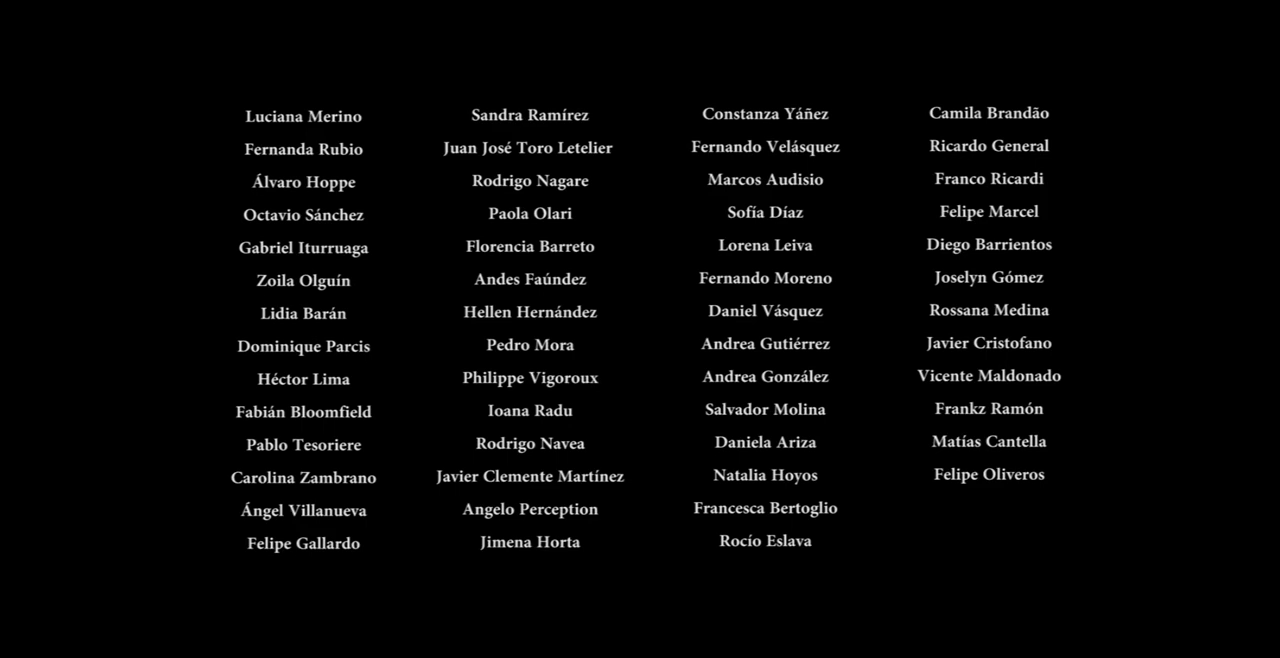 Luciana Merino
Fernanda Rubio
Álvaro Hoppe
Octavio Sánchez
Gabriel Iturruaga
Zoila Olguín
Lidia Barán
Dominique Parcis
Héctor Lima
Fabián Bloomfield
Pablo Tesoriere
Carolina Zambrano
Ángel Villanueva
Felipe Gallardo
Sandra Ramírez
Juan José Toro Letelier
Rodrigo Nagare
Paola Olari
Florencia Barreto
Andes Faúndez
Hellen Hernández
Pedro Mora
Philippe Vigoroux
Ioana Radu
Rodrigo Navea
Javier Clemente Martínez
Angelo Perception
Jimena Horta
Constanza Yáñez
Fernando Velásquez
Marcos Audisio
Sofía Díaz
Lorena Leiva
Fernando Moreno
Daniel Vásquez
Andrea Gutiérrez
Andrea González
Salvador Molina
Daniela Ariza
Natalia Hoyos
Francesca Bertoglio
Rocío Eslava
Camila Brandão
Ricardo General
Franco Ricardi
Felipe Marcel
Diego Barrientos
Joselyn Gómez
Rossana Medina
Javier Cristofano
Vicente Maldonado
Frankz Ramón
Matías Cantella
Felipe Oliveros